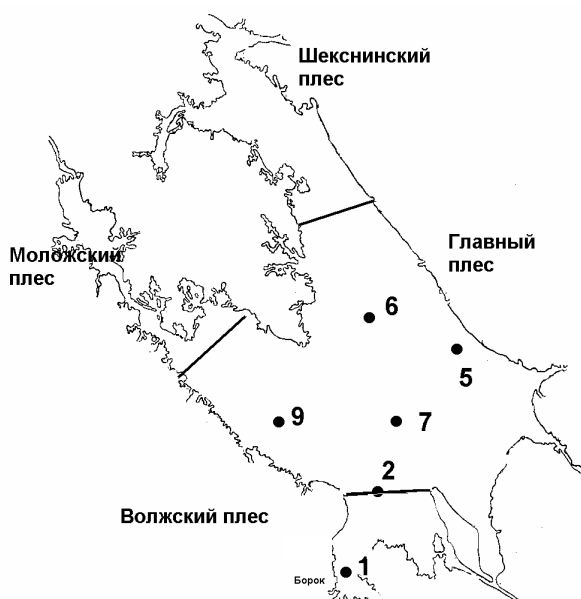 Шекснинский
плес
Главный
плес
Моложский
плес
6
5
9
7
2
Волжский плес
1
Борок